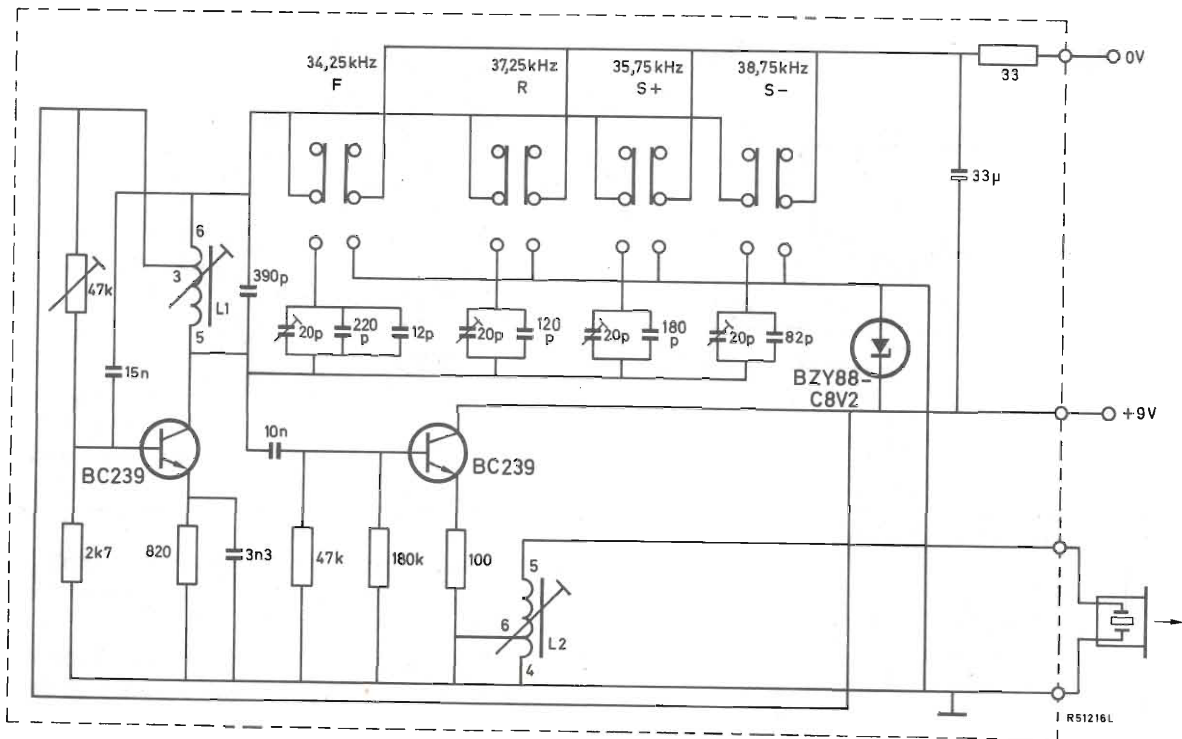 34,25kHz
F
37,25kHz
R
35,75kHz
S+
38,75kHz
S-
33
0V
33µ
6
3
L1
5
47k
390p
15n
20p
220
p
12p
20p
120
p
20p
180
p
20p
82p
BZY88-
C8V2
+9V
10n
BC239
BC239
2k7
820
3n3
47k
180k
100
5
6
L2
4
R51216L